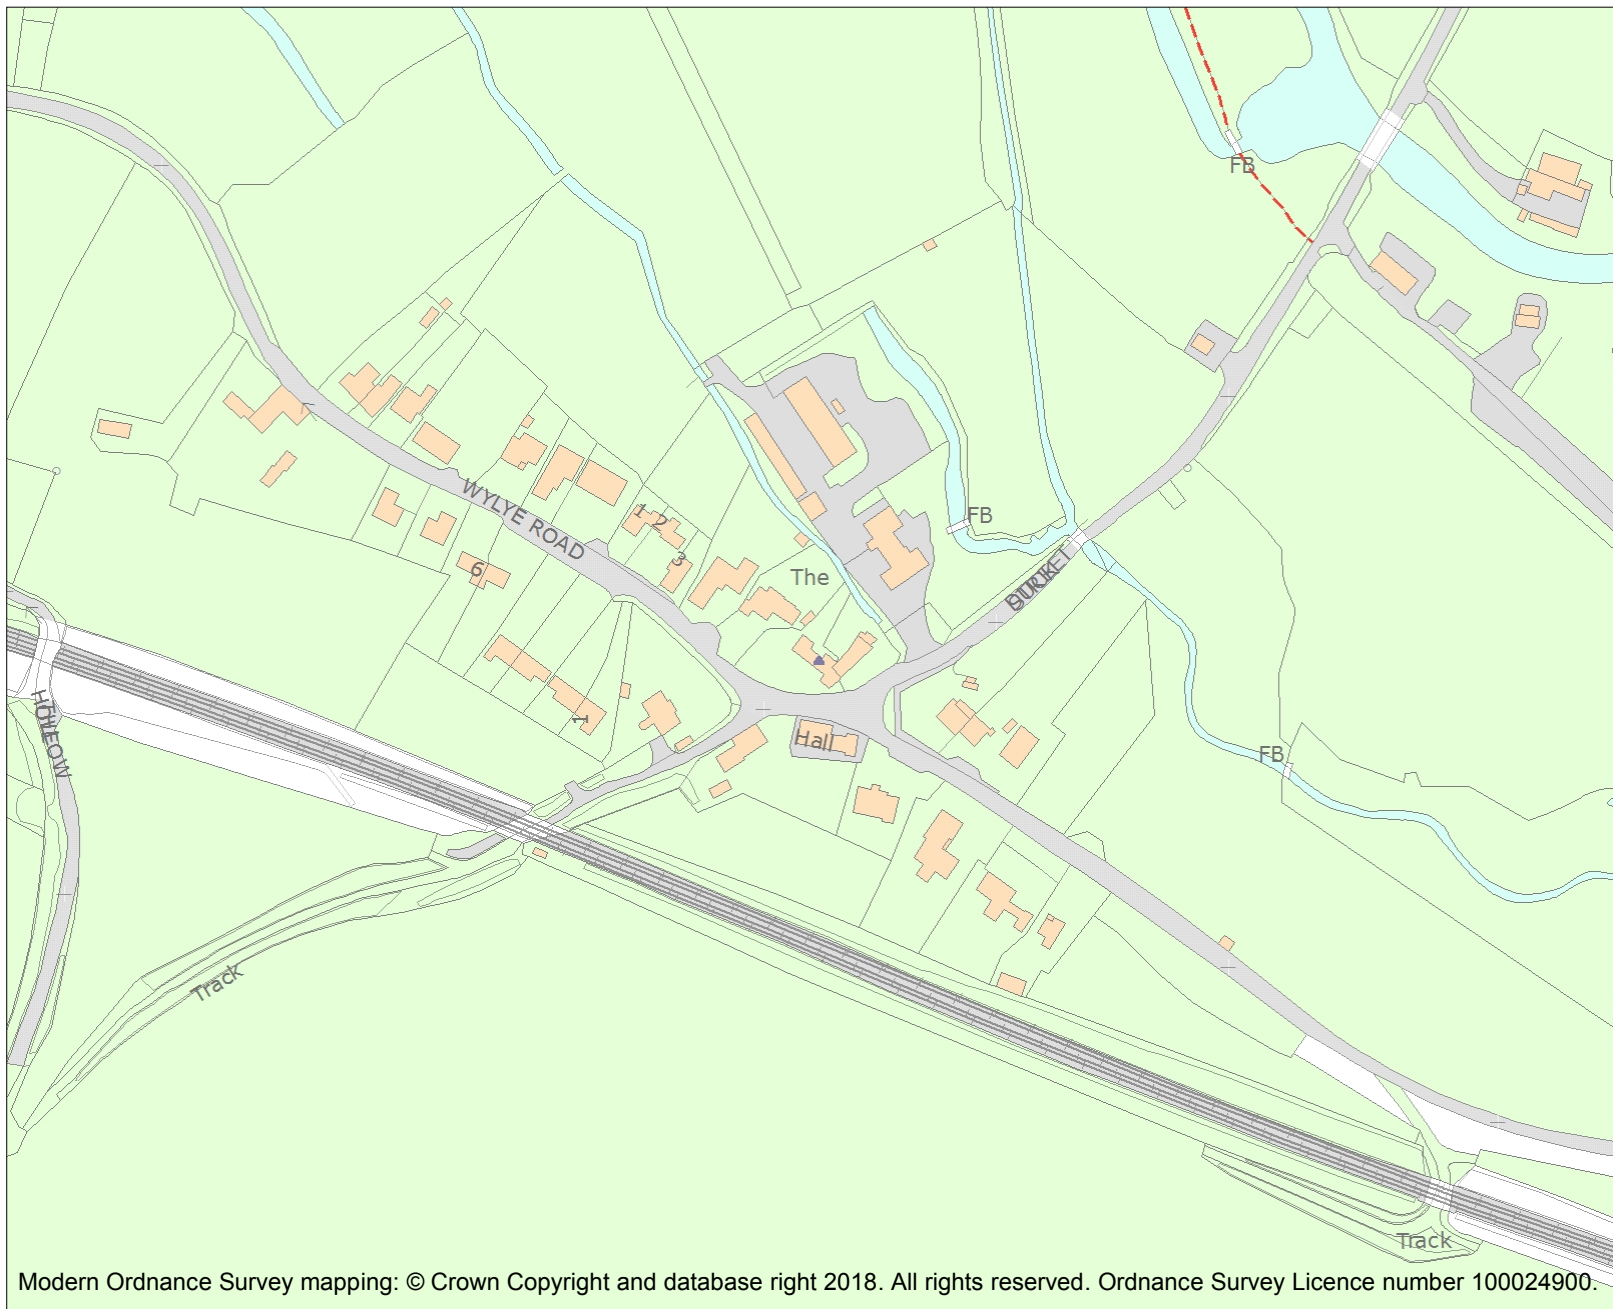 FB
FB
WYLYE ROAD
1 2
3
6
The
1
Hall
FB
Track
Track
Modern Ordnance Survey mapping: © Crown Copyright and database right 2018. All rights reserved. Ordnance Survey Licence number 100024900.